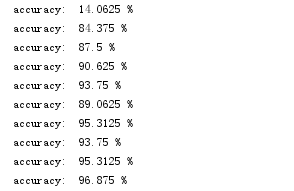 accuracy:  14.0625 %
accuracy:  84.375 %
accuracy:  87.5 %
accuracy:  90.625 %
accuracy:  93.75 %
accuracy:  89.0625 %
accuracy:  95.3125 %
accuracy:  93.75 %
accuracy:  95.3125 %
accuracy:  96.875 %